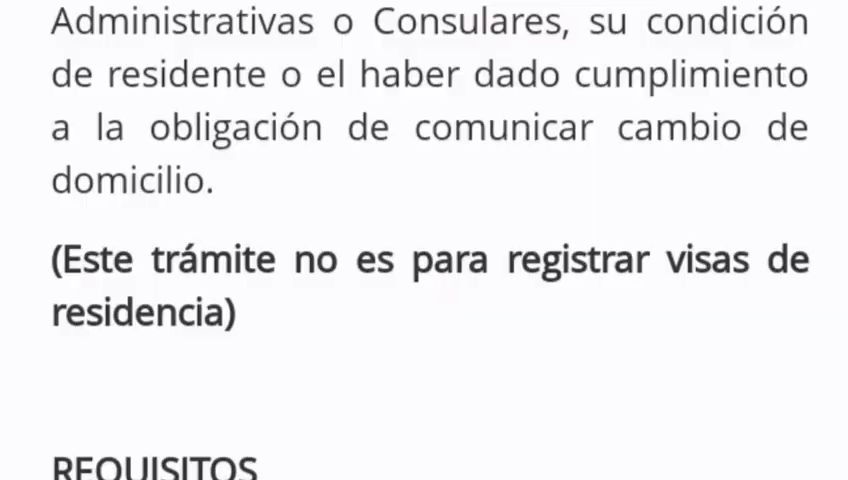 Administrativas o Consulares, su condición
de residente o el haber dado cumplimiento
a la obligación de comunicar cambio de
domicilio.
(Este trámite no es para registrar visas de
residencia)
REQUISITOS